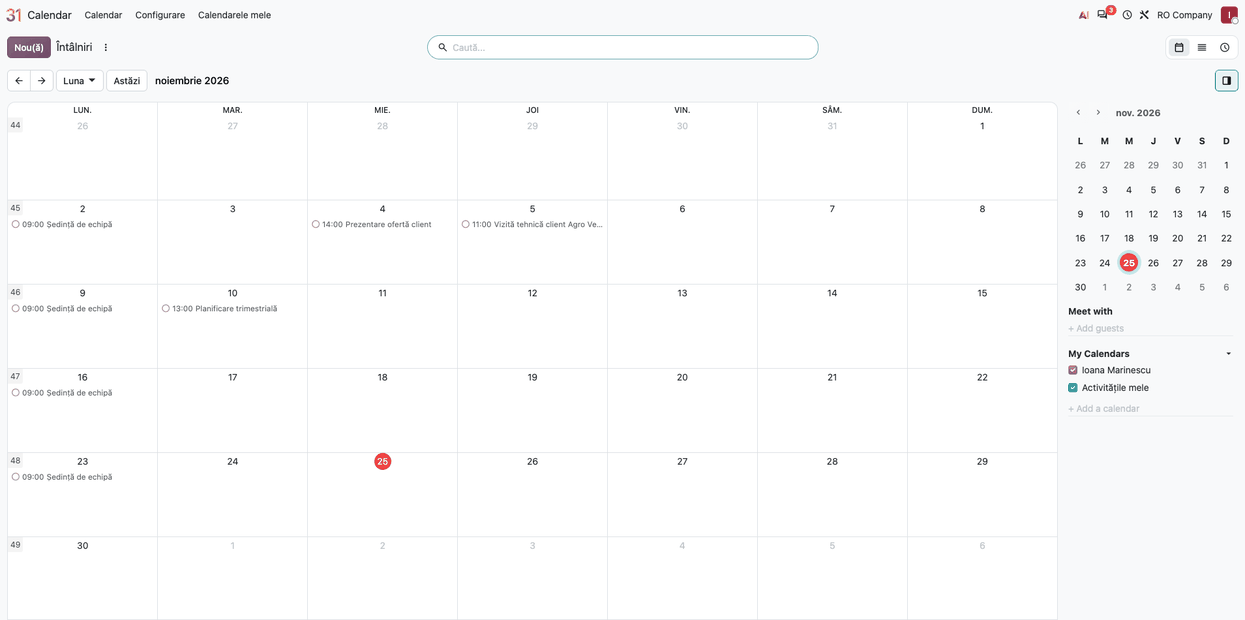 31 Calendar Calendar Configurare Calendarele mele AI 3 RO Company I
Nou(ă) Întâlniri Caută...
Luna Astăzi noiembrie 2026
LUN. MAR. MIE. JOI VIN. SÂM. DUM.
44 26 27 28 29 30 31 1
45 2 3 4 5 6 7 8
09:00 Ședință de echipă 14:00 Prezentare ofertă client 11:00 Vizită tehnică client Agro Ve...
46 9 10 11 12 13 14 15
09:00 Ședință de echipă 13:00 Planificare trimestrială
47 16 17 18 19 20 21 22
09:00 Ședință de echipă
48 23 24 25 26 27 28 29
09:00 Ședință de echipă
49 30 1 2 3 4 5 6
nov. 2026
L M M J V S D
26 27 28 29 30 31 1
2 3 4 5 6 7 8
9 10 11 12 13 14 15
16 17 18 19 20 21 22
23 24 25 26 27 28 29
30 1 2 3 4 5 6
Meet with
+ Add guests
My Calendars
Ioana Marinescu
Activitățile mele
+ Add a calendar